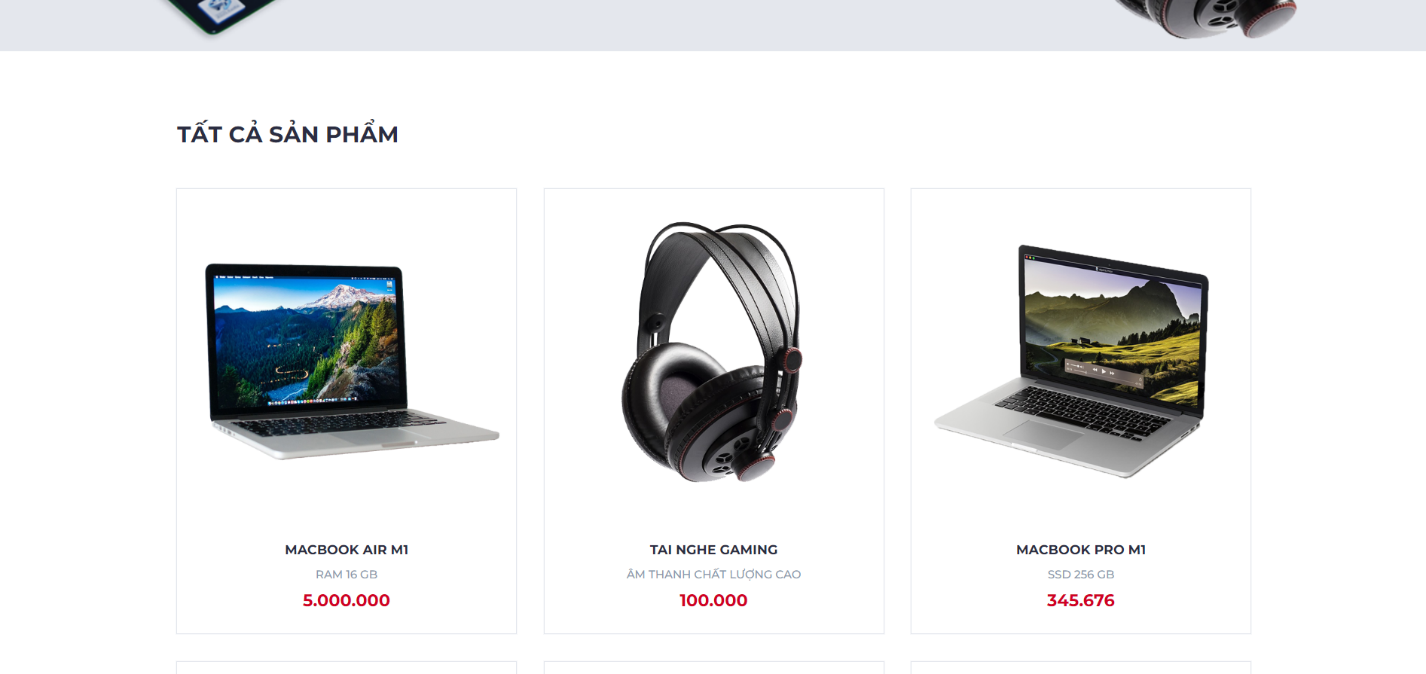 TẤT CẢ SẢN PHẨM
MACBOOK AIR M1
RAM 16 GB
5.000.000
TAI NGHE GAMING
ÂM THANH CHẤT LƯỢNG CAO
100.000
MACBOOK PRO M1
SSD 256 GB
345.676